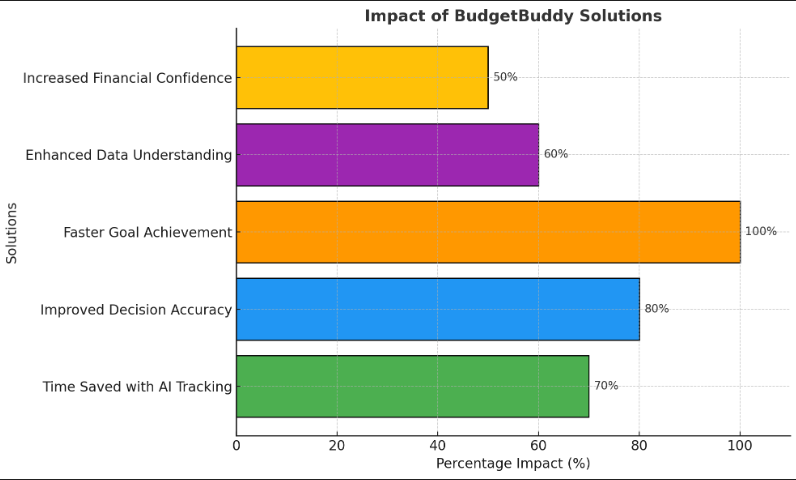 Impact of BudgetBuddy Solutions
Increased Financial Confidence
50%
Enhanced Data Understanding
60%
Faster Goal Achievement
100%
Improved Decision Accuracy
80%
Time Saved with AI Tracking
70%
Solutions
0 20 40 60 80 100
Percentage Impact (%)